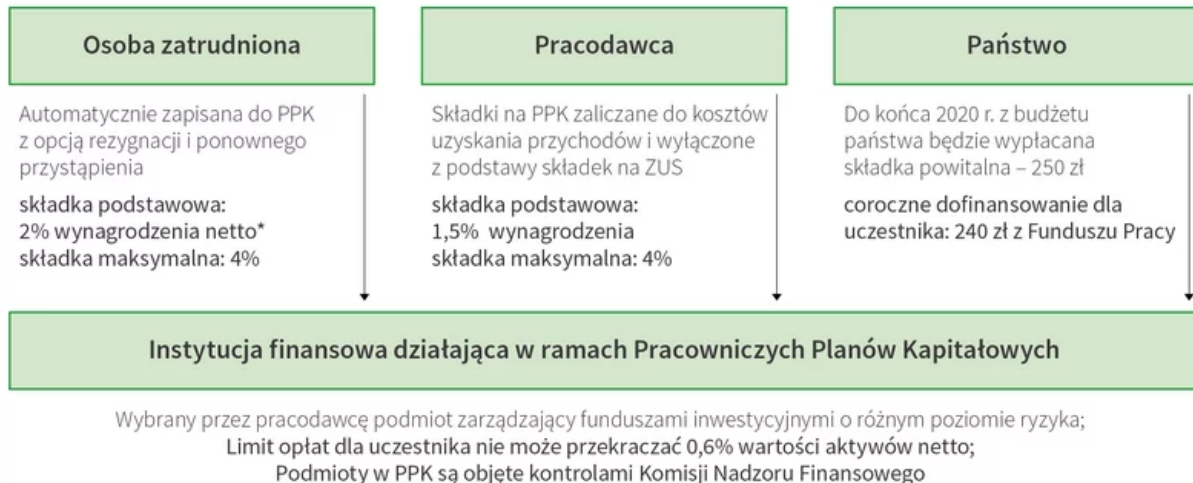 Osoba zatrudniona
Automatycznie zapisana do PPK
z opcją rezygnacji i ponownego
przystąpienia
składka podstawowa:
2% wynagrodzenia netto*
składka maksymalna: 4%
Pracodawca
Składki na PPK zaliczane do kosztów
uzyskania przychodów i wyłączone
z podstawy składek na ZUS
składka podstawowa:
1,5% wynagrodzenia
składka maksymalna: 4%
Państwo
Do końca 2020 r. z budżetu
państwa będzie wypłacana
składka powitalna – 250 zł
coroczne dofinansowanie dla
uczestnika: 240 zł z Funduszu Pracy
Instytucja finansowa działająca w ramach Pracowniczych Planów Kapitałowych
Wybrany przez pracodawcę podmiot zarządzający funduszami inwestycyjnymi o różnym poziomie ryzyka;
Limit opłat dla uczestnika nie może przekraczać 0,6% wartości aktywów netto;
Podmioty w PPK są objęte kontrolami Komisji Nadzoru Finansowego